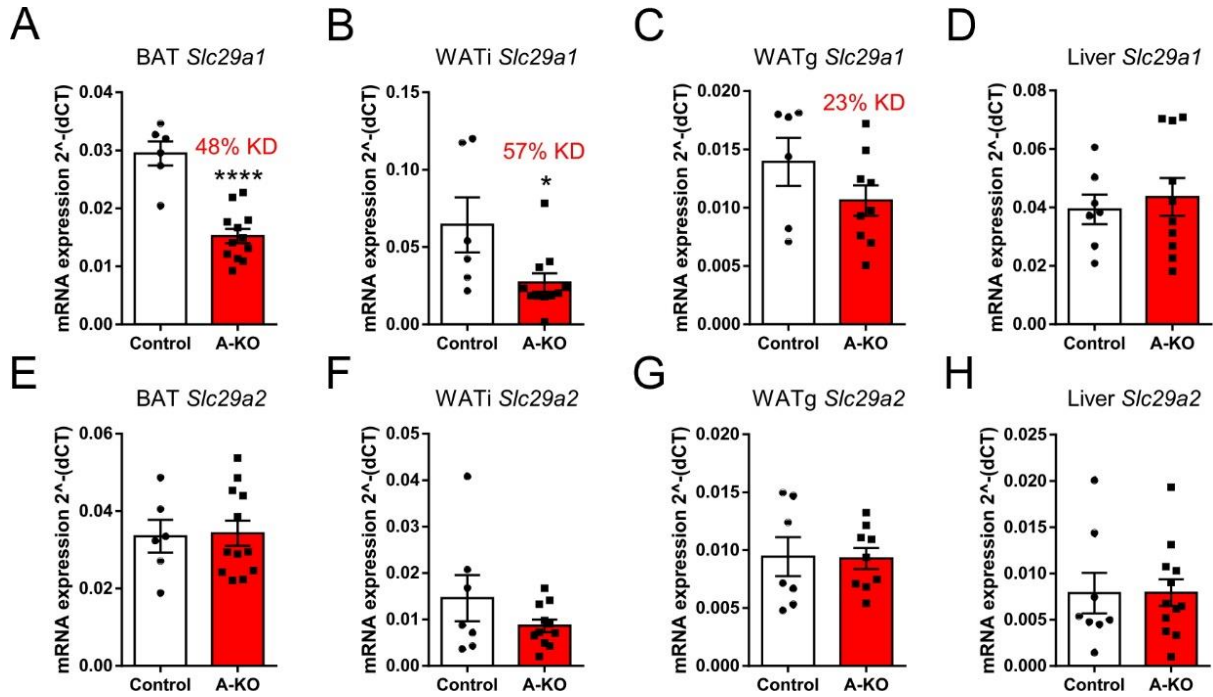 A
BAT Slc29a1
mRNA expression 2^-(dCT)
0.04
0.03
0.02
0.01
0.00
48% KD
****
Control A-KO
B
WATi Slc29a1
mRNA expression 2^-(dCT)
0.15
0.10
0.05
0.00
57% KD
*
Control A-KO
C
WATg Slc29a1
mRNA expression 2^-(dCT)
0.020
0.015
0.010
0.005
0.000
23% KD
Control A-KO
D
Liver Slc29a1
mRNA expression 2^-(dCT)
0.08
0.06
0.04
0.02
0.00
Control A-KO
E
BAT Slc29a2
mRNA expression 2^-(dCT)
0.06
0.04
0.02
0.00
Control A-KO
F
WATi Slc29a2
mRNA expression 2^-(dCT)
0.05
0.04
0.03
0.02
0.01
0.00
Control A-KO
G
WATg Slc29a2
mRNA expression 2^-(dCT)
0.020
0.015
0.010
0.005
0.000
Control A-KO
H
Liver Slc29a2
mRNA expression 2^-(dCT)
0.025
0.020
0.015
0.010
0.005
0.000
Control A-KO